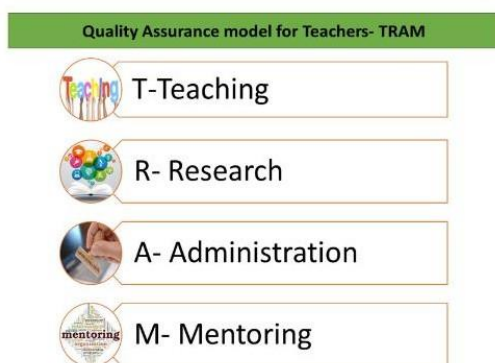 Quality Assurance model for Teachers- TRAM
Teaching
T-Teaching
R- Research
A- Administration
mentoring
M- Mentoring